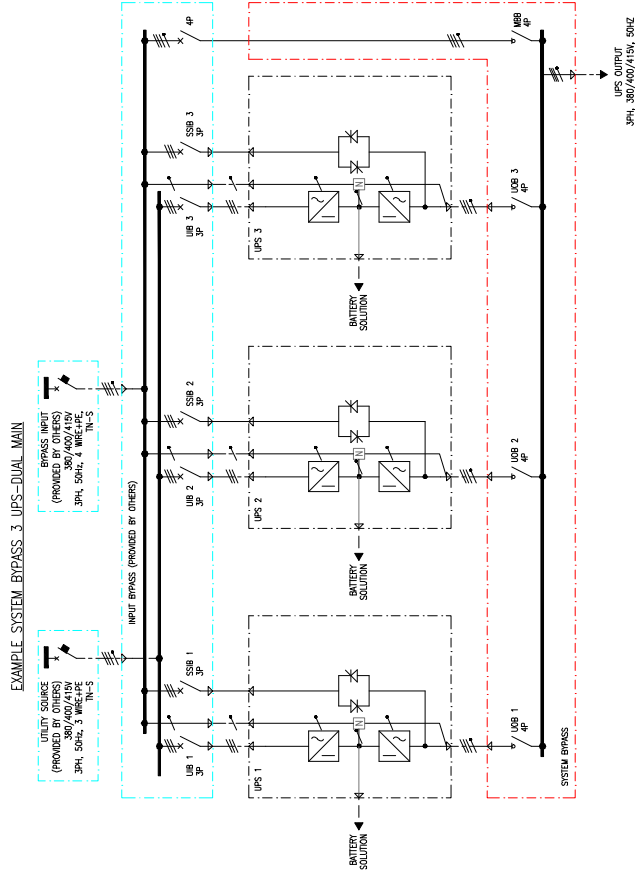 EXAMPLE SYSTEM BYPASS 3 UPS-DUAL MAIN
UTILITY SOURCE
(PROVIDED BY OTHERS)
380/400/415V
3PH, 50Hz, 3 WIRE+PE
TN-S
BYPASS INPUT
(PROVIDED BY OTHERS)
380/400/415V
3PH, 50Hz, 4 WIRE+PE,
TN-S
INPUT BYPASS (PROVIDED BY OTHERS)
UIB 1
3P
SSIB 1
3P
UIB 2
3P
SSIB 2
3P
UIB 3
3P
SSIB 3
3P
4P
UPS 1
N
BATTERY
SOLUTION
UPS 2
N
BATTERY
SOLUTION
UPS 3
N
BATTERY
SOLUTION
UOB 1
4P
UOB 2
4P
UOB 3
4P
MBB
4P
SYSTEM BYPASS
UPS OUTPUT
3PH, 380/400/415V, 50HZ